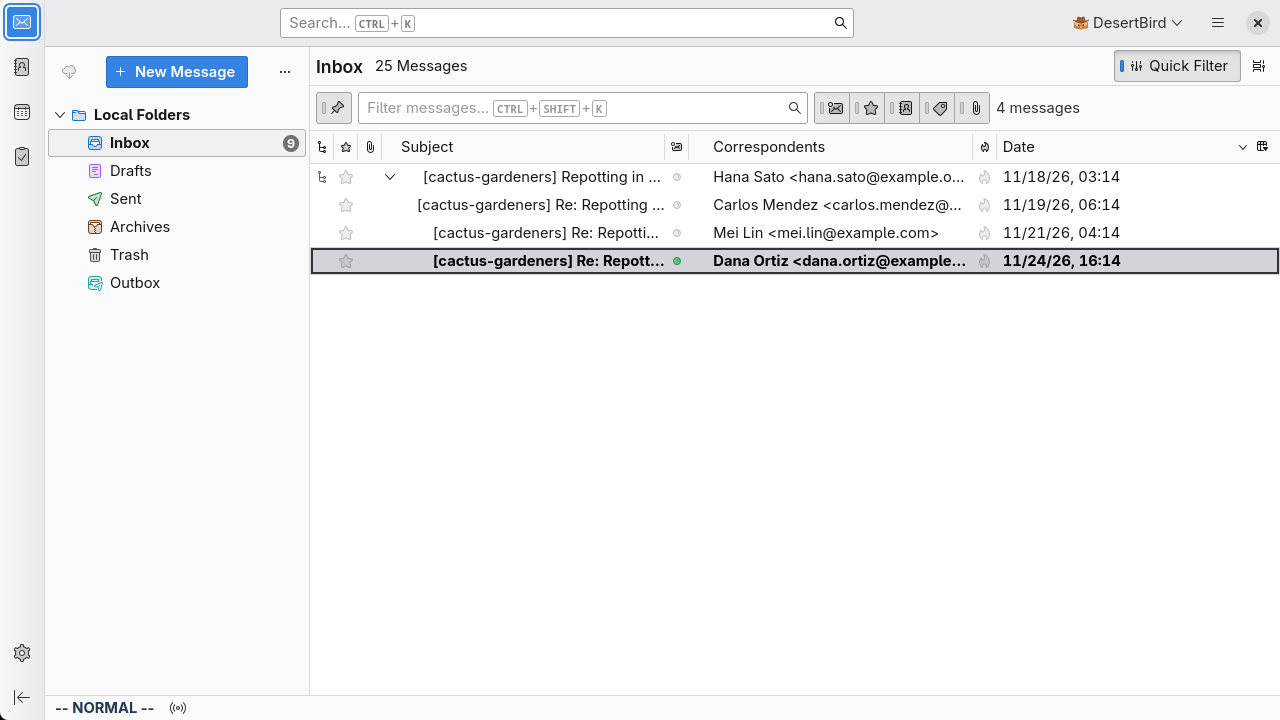 Search... CTRL + K
DesertBird
New Message
Inbox 25 Messages
Quick Filter
Filter messages... CTRL + SHIFT + K
4 messages
Local Folders
Inbox 9
Drafts
Sent
Archives
Trash
Outbox
Subject Correspondents Date
[cactus-gardeners] Repotting in ... Hana Sato <hana.sato@example.o... 11/18/26, 03:14
[cactus-gardeners] Re: Repotting ... Carlos Mendez <carlos.mendez@... 11/19/26, 06:14
[cactus-gardeners] Re: Repotti... Mei Lin <mei.lin@example.com> 11/21/26, 04:14
[cactus-gardeners] Re: Repott... Dana Ortiz <dana.ortiz@example... 11/24/26, 16:14
-- NORMAL --